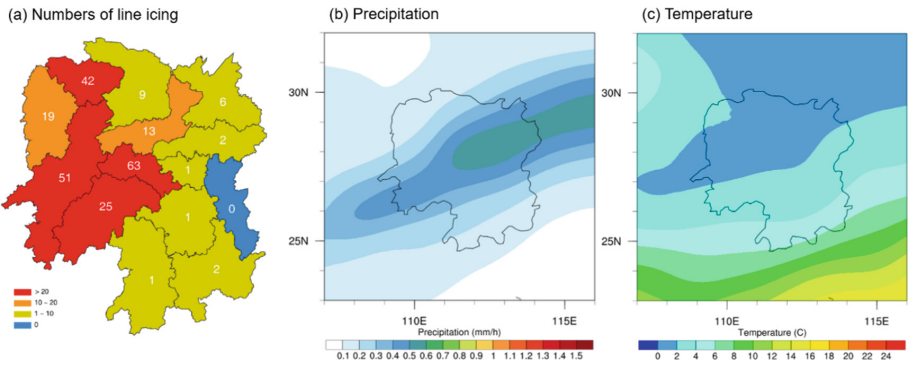 (a) Numbers of line icing
42
9
19
6
13
2
63
1
51
25
0
1
1
2
> 20
10 - 20
1 - 10
0
(b) Precipitation
30N
25N
110E
115E
Precipitation (mm/h)
0.1 0.2 0.3 0.4 0.5 0.6 0.7 0.8 0.9 1 1.1 1.2 1.3 1.4 1.5
(c) Temperature
30N
25N
110E
115E
Temperature (C)
0 2 4 6 8 10 12 14 16 18 20 22 24